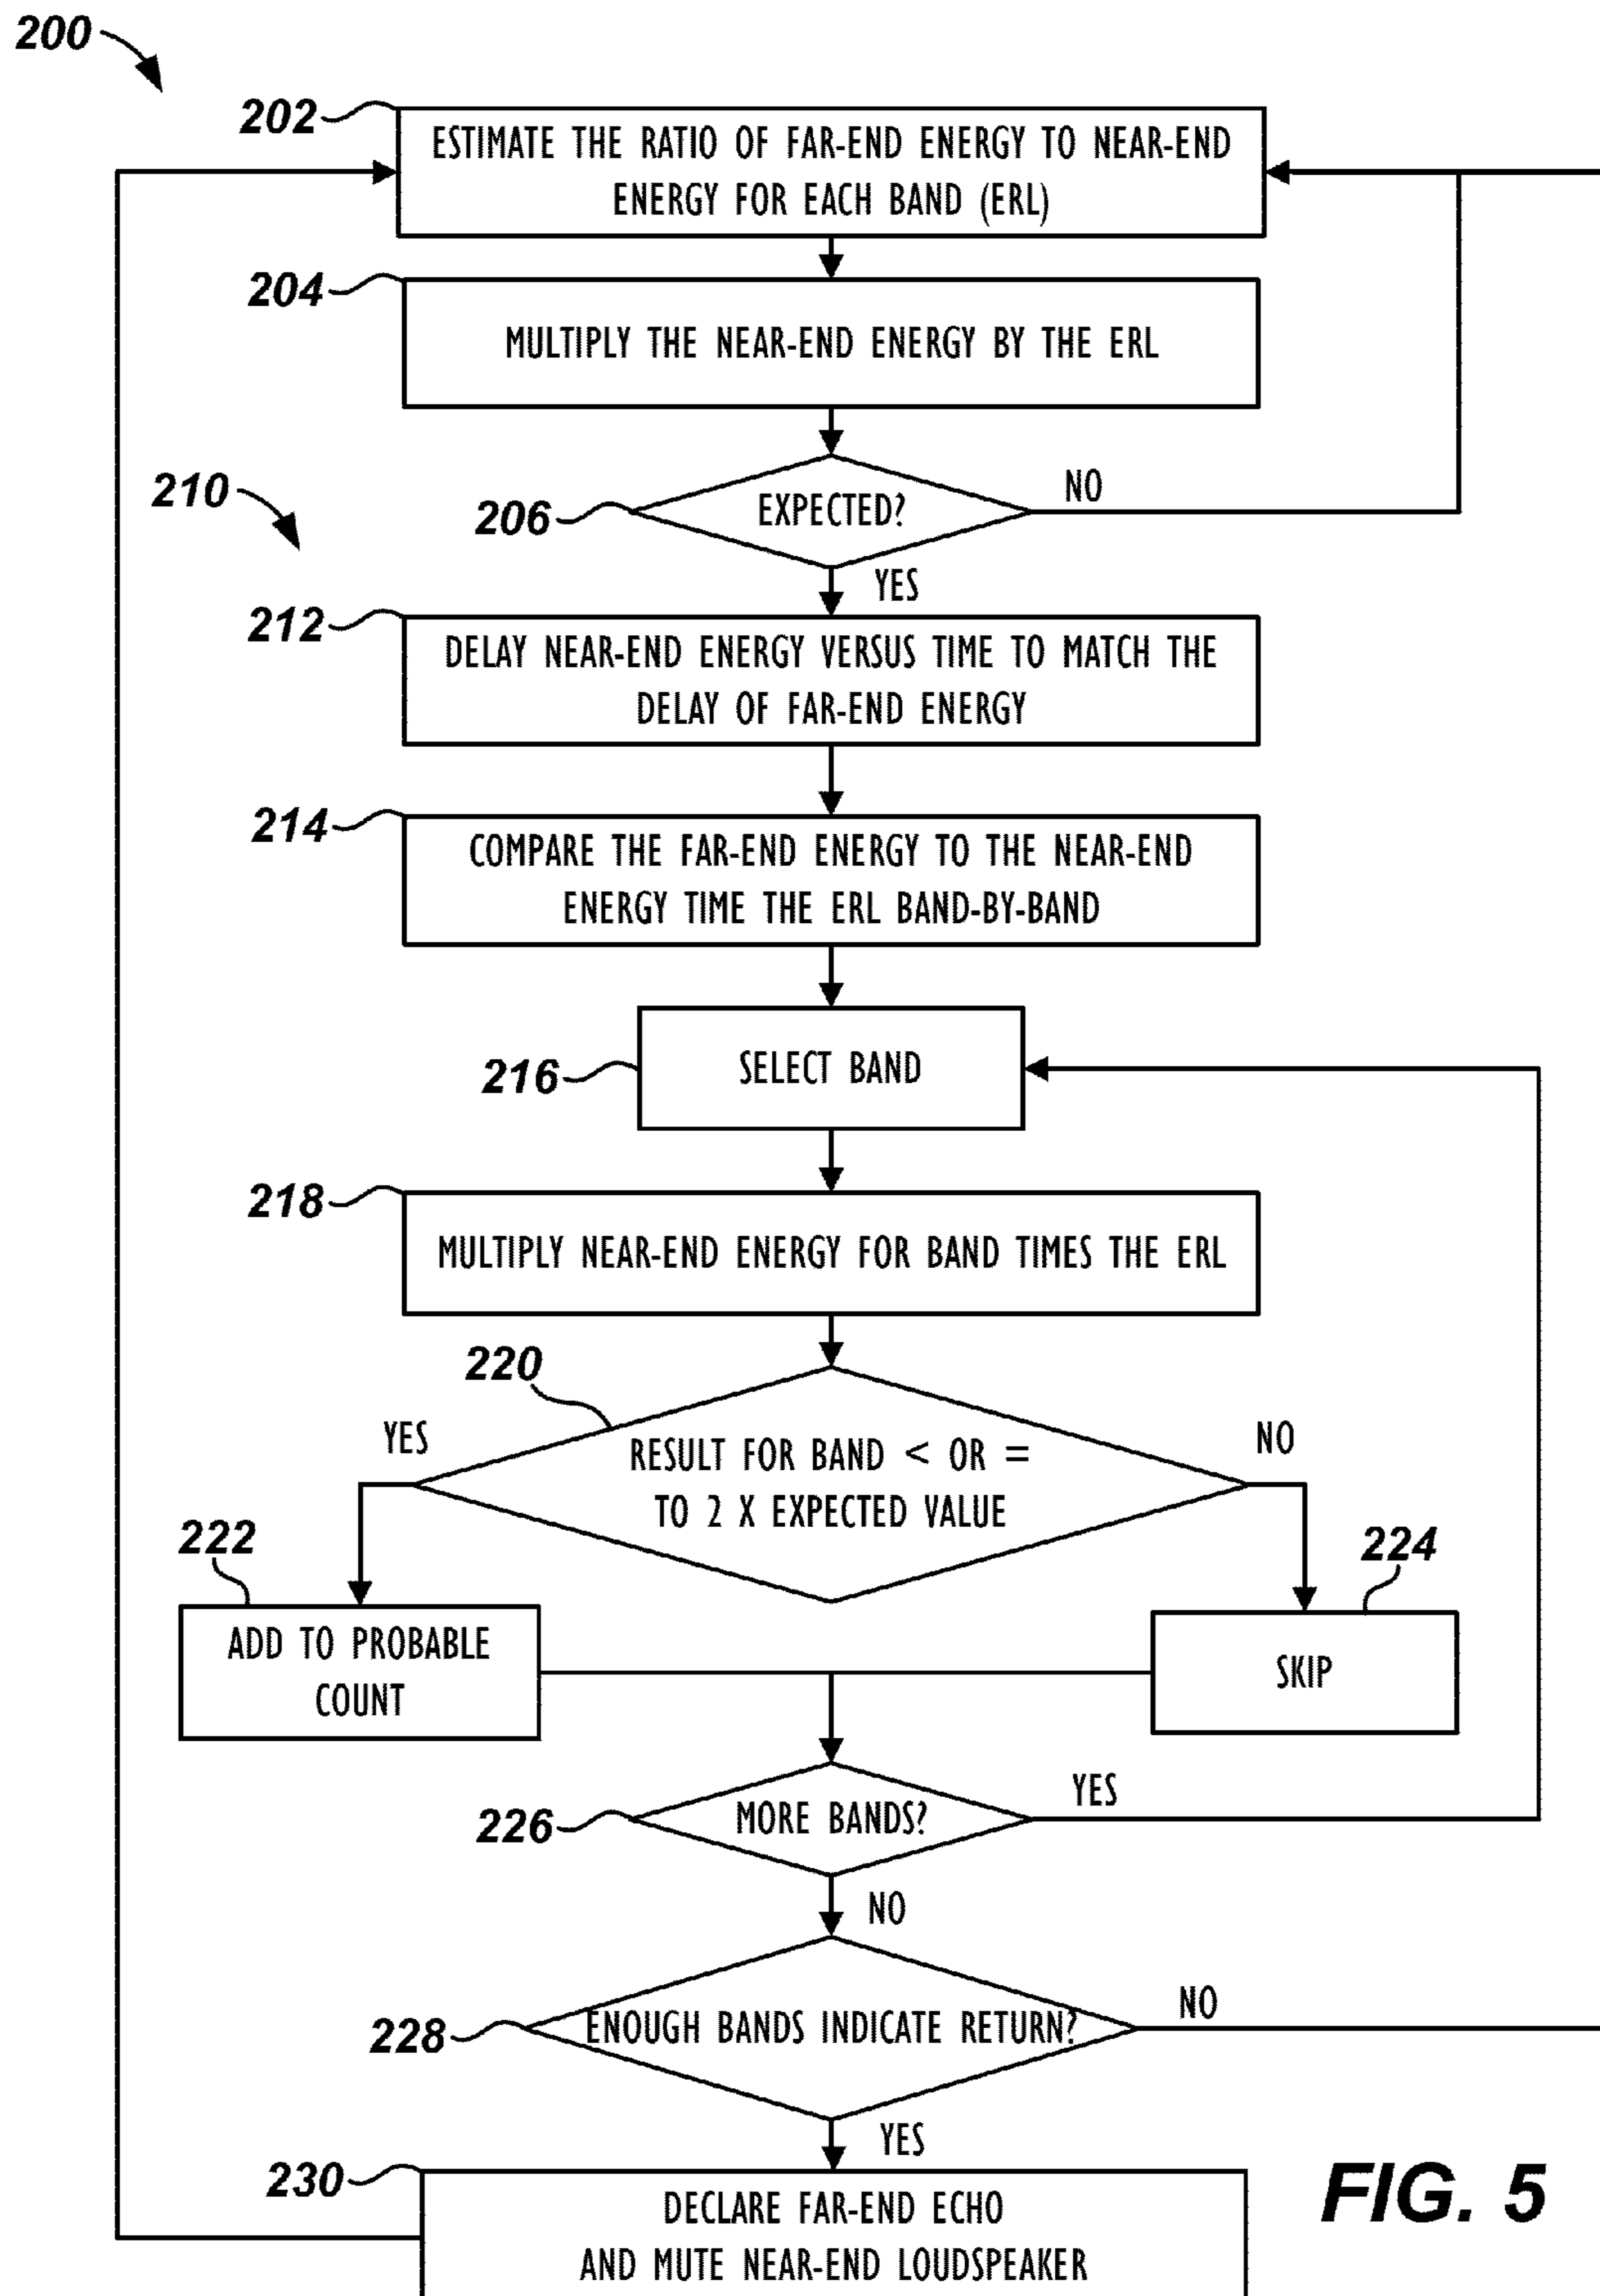 200
202
ESTIMATE THE RATIO OF FAR-END ENERGY TO NEAR-END
ENERGY FOR EACH BAND (ERL)
204
MULTIPLY THE NEAR-END ENERGY BY THE ERL
210
206
EXPECTED?
NO
YES
212
DELAY NEAR-END ENERGY VERSUS TIME TO MATCH THE
DELAY OF FAR-END ENERGY
214
COMPARE THE FAR-END ENERGY TO THE NEAR-END
ENERGY TIME THE ERL BAND-BY-BAND
216
SELECT BAND
218
MULTIPLY NEAR-END ENERGY FOR BAND TIMES THE ERL
220
YES
RESULT FOR BAND < OR =
TO 2 X EXPECTED VALUE
NO
222
ADD TO PROBABLE
COUNT
224
SKIP
226
MORE BANDS?
YES
NO
228
ENOUGH BANDS INDICATE RETURN?
NO
YES
230
DECLARE FAR-END ECHO
AND MUTE NEAR-END LOUDSPEAKER
FIG. 5